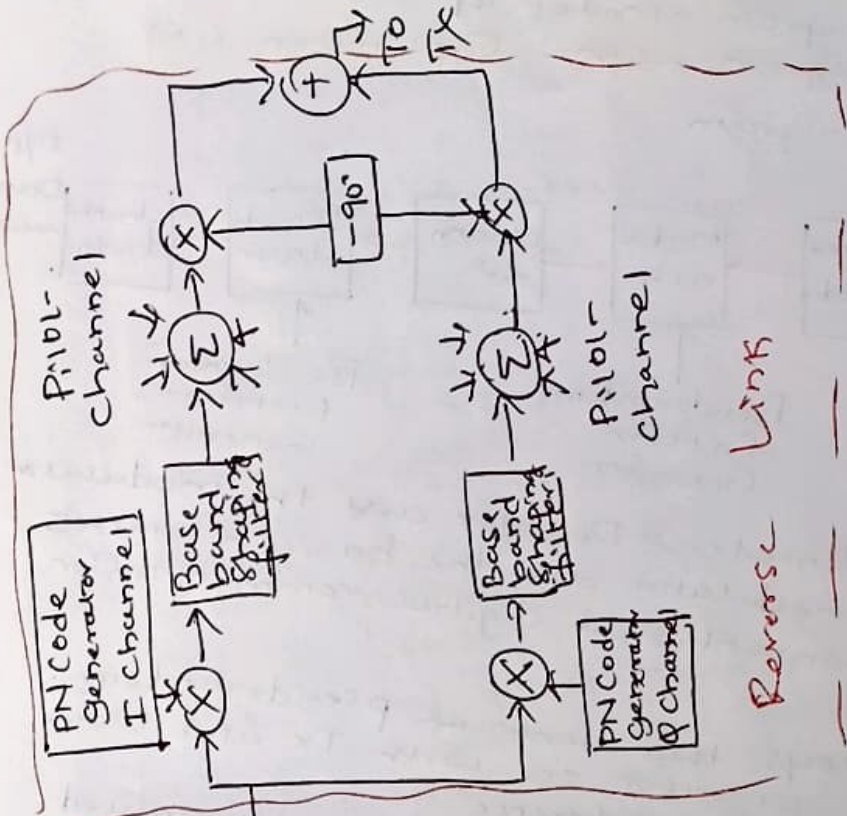 PN Code
generator
I Channel
X
Base
band
shaping
filter
Pilot
channel
Σ
X
-90°
+
To
TX
X
PN Code
generator
Q Channel
Base
band
shaping
filter
Σ
Pilot
channel
X
Reverse Link